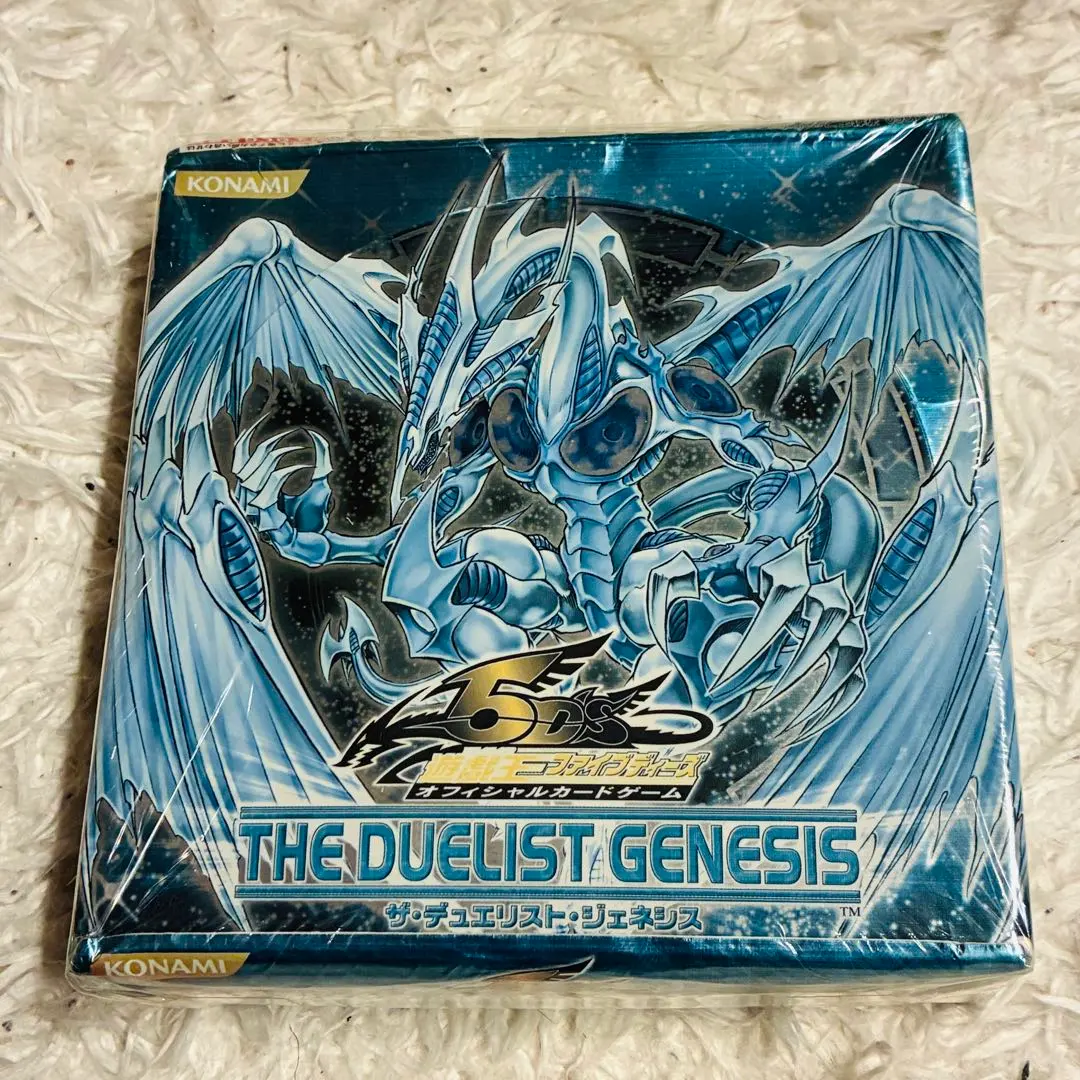 KONAMI
5D'S
遊戯王ファイブディーズ
オフィシャルカードゲーム
THE DUELIST GENESIS
ザ・デュエリスト・ジェネシス
TM
KONAMI